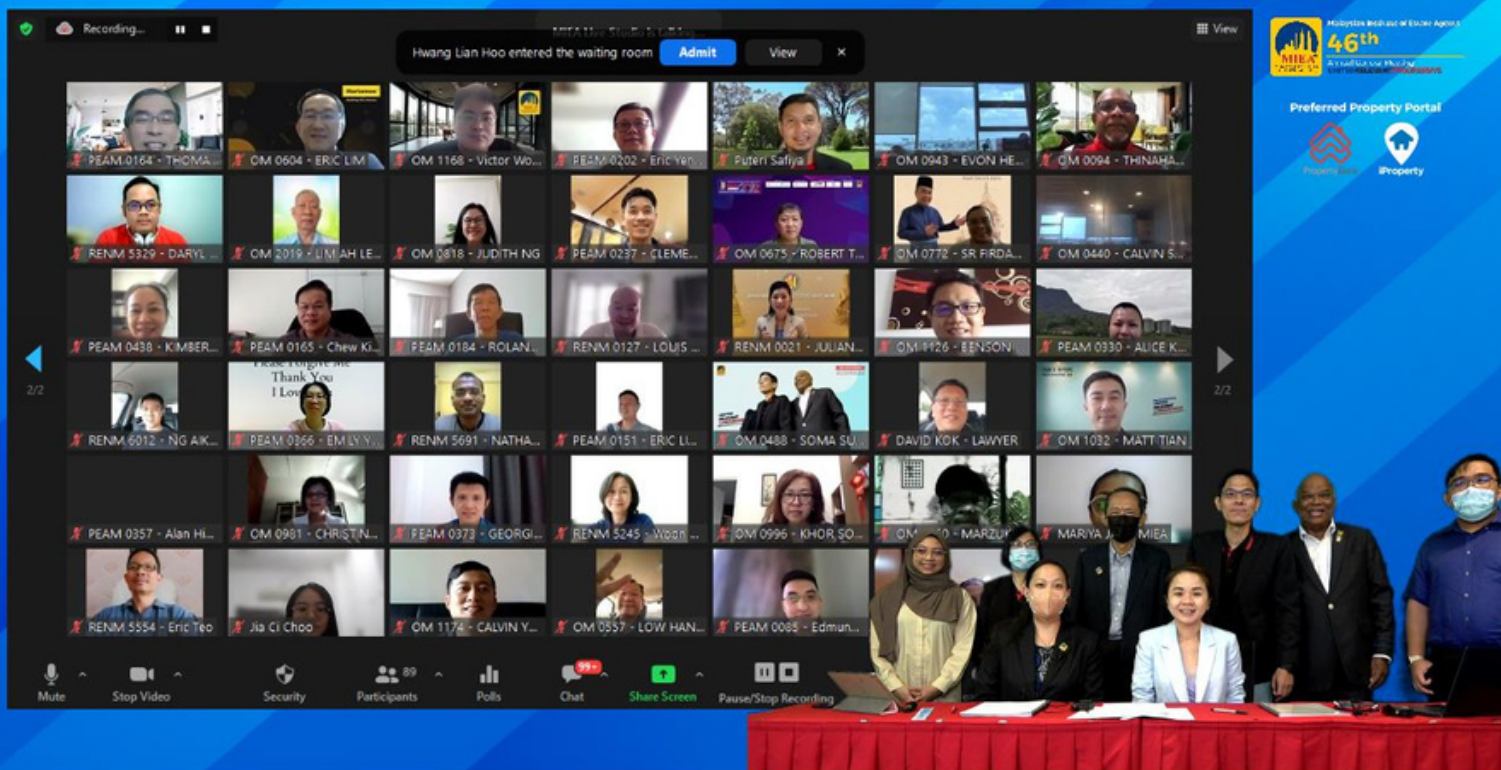 Recording...
View
Hwang Lian Hoo entered the waiting room
Admit
View
46th
MIEA
Preferred Property Portal
iProperty
PEAM 0164 - THOMA...
OM 0604 - ERIC LIM
OM 1168 - Victor Wo...
PEAM 0202 - Eric Yen...
Puteri Safiya
OM 0943 - EVON HE...
OM 0094 - THINAHA...
RENM 5329 - DARYL ...
OM 2019 - LIM AH LE...
OM 0818 - JUDITH NG
PEAM 0237 - CLEME...
OM 0675 - ROBERT T...
OM 0772 - SR FIRDA...
OM 0440 - CALVIN S...
PEAM 0438 - KIMBER...
PEAM 0165 - Chew Ki...
PEAM 0184 - ROLAN...
RENM 0127 - LOUIS ...
RENM 0021 - JULIAN...
OM 1126 - BENSON
PEAM 0330 - ALICE K...
2/2
2/2
Thank You
RENM 6012 - NG AIK...
PEAM 0366 - EMILY Y...
RENM 5691 - NATHA...
PEAM 0151 - ERIC LI...
OM 0488 - SOMA SU...
DAVID KOK - LAWYER
OM 1032 - MATT TIAN
PEAM 0357 - Alan Hi...
OM 0981 - CHRISTIN...
PEAM 0373 - GEORGI...
RENM 5245 - Woon ...
OM 0996 - KHOR SO...
MARZU
MARIYA
MIEA
RENM 5554 - Eric Teo
Jia Ci Choo
OM 1174 - CALVIN Y...
OM 0557 - LOW HAN...
PEAM 0085 - Edmun...
89
99+
Mute
Stop Video
Security
Participants
Polls
Chat
Share Screen
Pause/Stop Recording